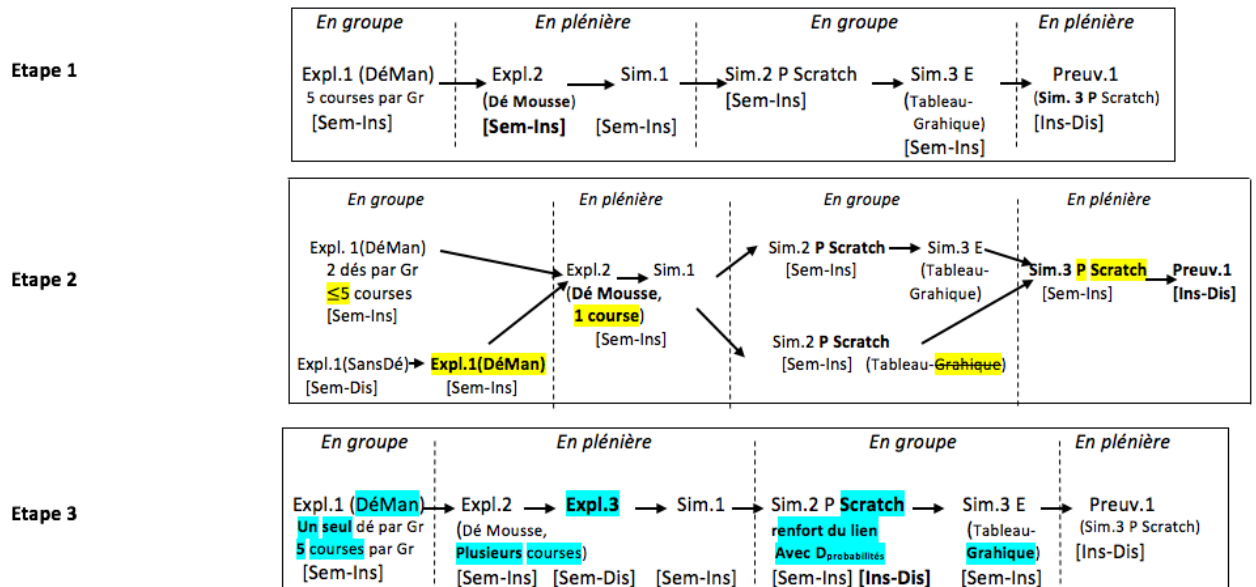 En groupe En plénière En groupe En plénière
Etape 1
Expl.1 (DéMan) Expl.2 Sim.1 Sim.2 P Scratch Sim.3 E Preuv.1
5 courses par Gr (Dé Mousse) [Sem-Ins] (Tableau- (Sim. 3 P Scratch)
[Sem-Ins] [Sem-Ins] [Sem-Ins] Grahique) [Ins-Dis]
[Sem-Ins]
En groupe En plénière En groupe En plénière
Etape 2
Expl. 1(DéMan) Sim.2 P Scratch Sim.3 E
2 dés par Gr Expl.2 Sim.1 [Sem-Ins] (Tableau- Sim.3 P Scratch Preuv.1
≤5 courses (Dé Mousse, Grahique) [Sem-Ins] [Ins-Dis]
[Sem-Ins] 1 course)
[Sem-Ins] Sim.2 P Scratch
Expl.1(SansDé) Expl.1(DéMan) [Sem-Ins] (Tableau-Grahique)
[Sem-Dis] [Sem-Ins]
En groupe En plénière En groupe En plénière
Etape 3
Expl.1 (DéMan) Expl.2 Expl.3 Sim.1 Sim.2 P Scratch Sim.3 E Preuv.1
Un seul dé par Gr (Dé Mousse, renfort du lien (Tableau- (Sim.3 P Scratch)
5 courses par Gr Plusieurs courses) Avec Dprobabilités Grahique) [Ins-Dis]
[Sem-Ins] [Sem-Ins] [Sem-Dis] [Sem-Ins] [Sem-Ins] [Ins-Dis] [Sem-Ins]